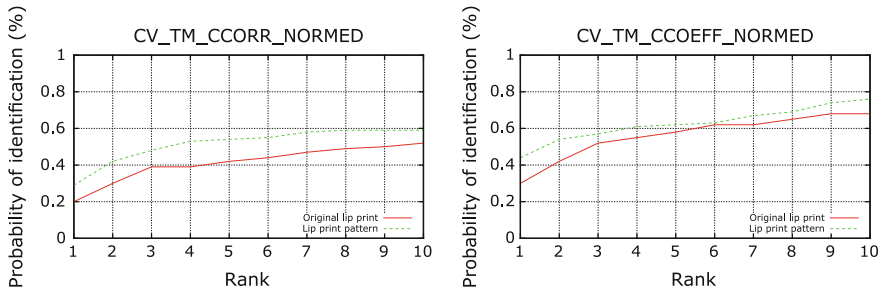 CV_TM_CCORR_NORMED
Probability of identification (%)
1
0.8
0.6
0.4
0.2
0
Original lip print
Lip print pattern
1 2 3 4 5 6 7 8 9 10
Rank
CV_TM_CCOEFF_NORMED
Probability of identification (%)
1
0.8
0.6
0.4
0.2
0
Original lip print
Lip print pattern
1 2 3 4 5 6 7 8 9 10
Rank